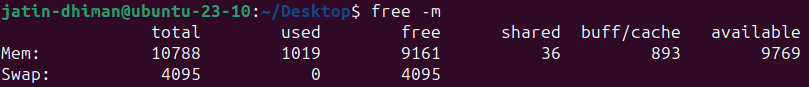 jatin-dhiman@ubuntu-23-10:~/Desktop$ free -m
total used free shared buff/cache available
Mem: 10788 1019 9161 36 893 9769
Swap: 4095 0 4095